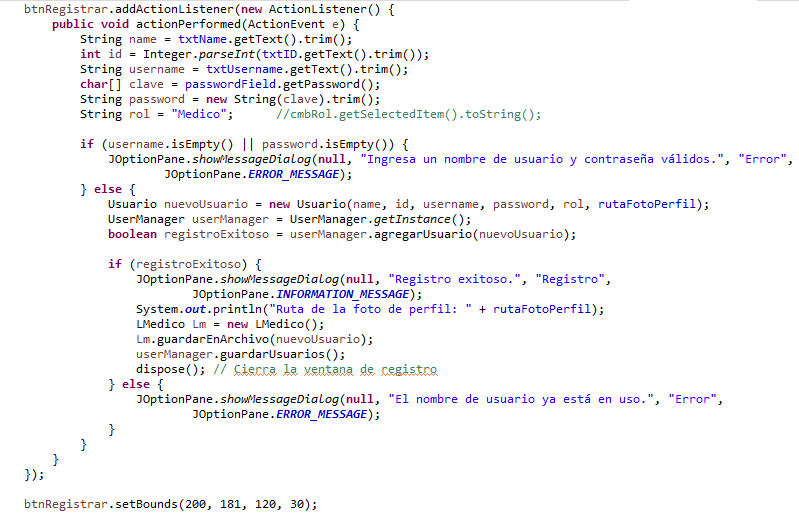 btnRegistrar.addActionListener(new ActionListener() {
    public void actionPerformed(ActionEvent e) {
        String name = txtName.getText().trim();
        int id = Integer.parseInt(txtID.getText().trim());
        String username = txtUsername.getText().trim();
        char[] clave = passwordField.getPassword();
        String password = new String(clave).trim();
        String rol = "Medico";      //cmbRol.getSelectedItem().toString();

        if (username.isEmpty() || password.isEmpty()) {
            JOptionPane.showMessageDialog(null, "Ingresa un nombre de usuario y contraseña válidos.", "Error",
                    JOptionPane.ERROR_MESSAGE);
        } else {
            Usuario nuevoUsuario = new Usuario(name, id, username, password, rol, rutaFotoPerfil);
            UserManager userManager = UserManager.getInstance();
            boolean registroExitoso = userManager.agregarUsuario(nuevoUsuario);

            if (registroExitoso) {
                JOptionPane.showMessageDialog(null, "Registro exitoso.", "Registro",
                        JOptionPane.INFORMATION_MESSAGE);
                System.out.println("Ruta de la foto de perfil: " + rutaFotoPerfil);
                LMedico Lm = new LMedico();
                Lm.guardarEnArchivo(nuevoUsuario);
                userManager.guardarUsuarios();
                dispose(); // Cierra la ventana de registro
            } else {
                JOptionPane.showMessageDialog(null, "El nombre de usuario ya está en uso.", "Error",
                        JOptionPane.ERROR_MESSAGE);
            }
        }
    }
});

btnRegistrar.setBounds(200, 181, 120, 30);